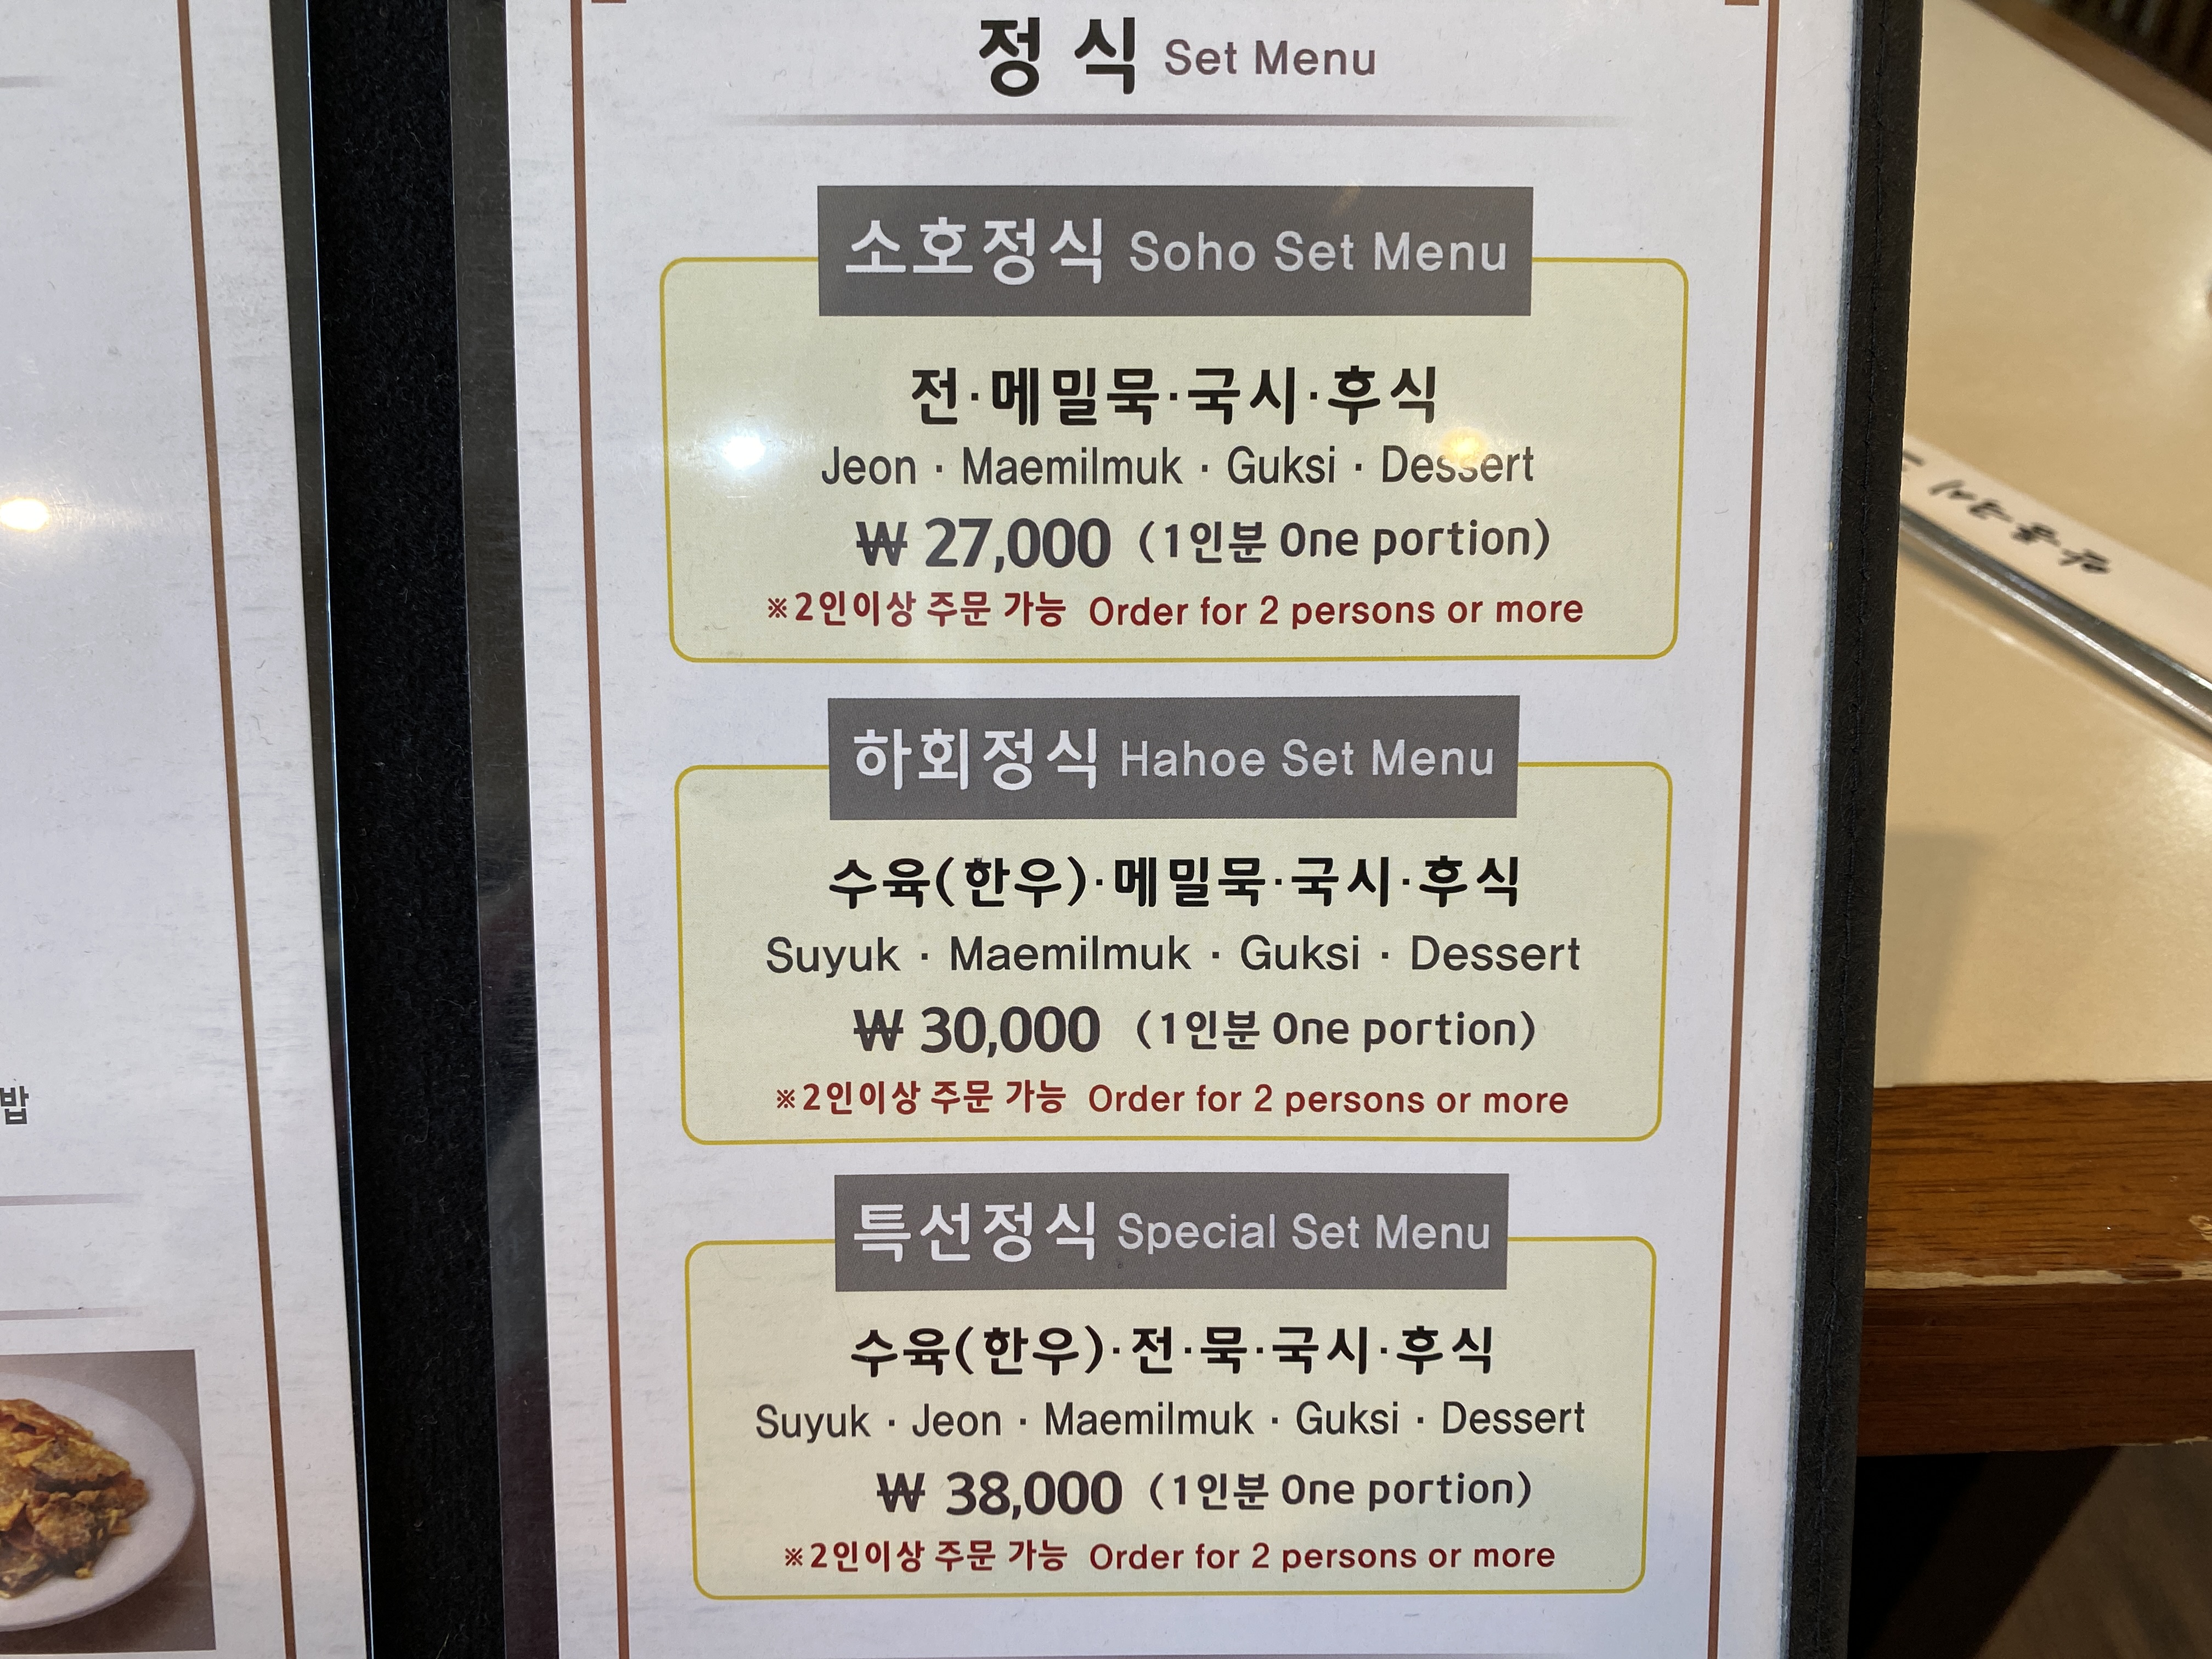 정 식 Set Menu
소호정식 Soho Set Menu
전·메밀묵·국시·후식
Jeon · Maemilmuk · Guksi · Dessert
₩ 27,000 (1인분 One portion)
※2인이상 주문 가능 Order for 2 persons or more
하회정식 Hahoe Set Menu
수육(한우)·메밀묵·국시·후식
Suyuk · Maemilmuk · Guksi · Dessert
₩ 30,000 (1인분 One portion)
※2인이상 주문 가능 Order for 2 persons or more
특선정식 Special Set Menu
수육(한우)·전·묵·국시·후식
Suyuk · Jeon · Maemilmuk · Guksi · Dessert
₩ 38,000 (1인분 One portion)
※2인이상 주문 가능 Order for 2 persons or more
밥